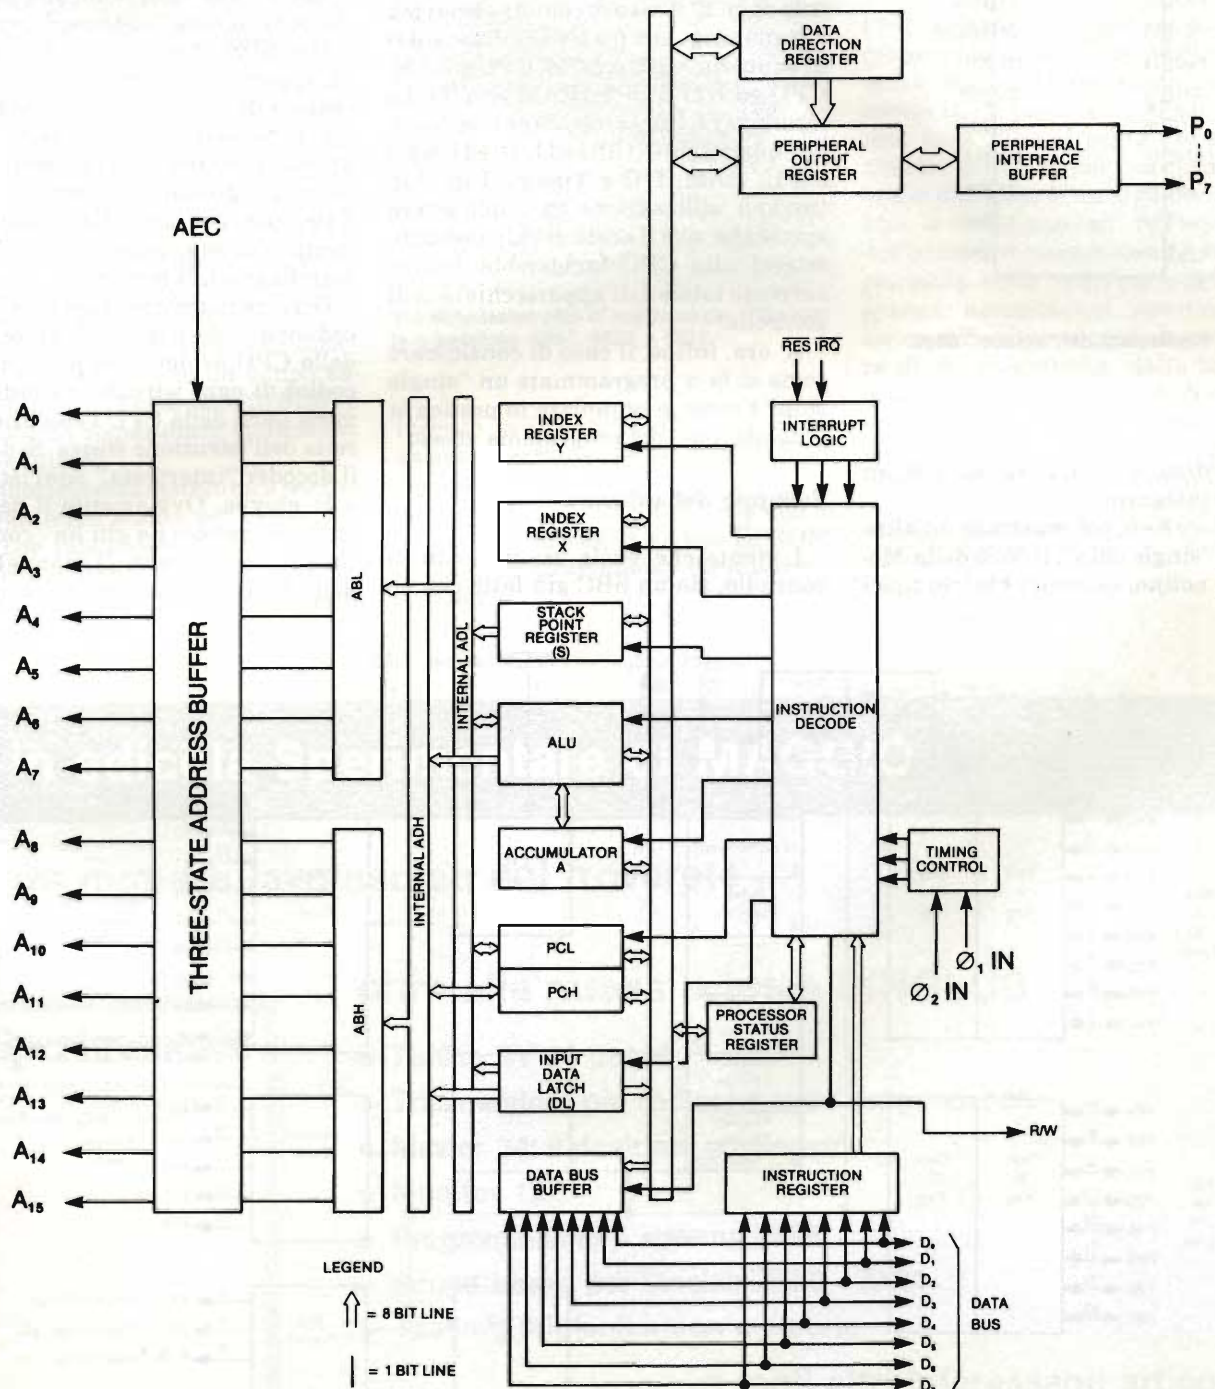 DATA
DIRECTION
REGISTER
PERIPHERAL
OUTPUT
REGISTER
PERIPHERAL
INTERFACE
BUFFER
P₀
P₇
AEC
RES IRQ
INTERRUPT
LOGIC
A₀
A₁
A₂
A₃
A₄
A₅
A₆
A₇
A₈
A₉
A₁₀
A₁₁
A₁₂
A₁₃
A₁₄
A₁₅
THREE-STATE ADDRESS BUFFER
ABL
ABH
INTERNAL ADH
INTERNAL ADL
INDEX
REGISTER
Y
INDEX
REGISTER
X
STACK
POINT
REGISTER
(S)
ALU
ACCUMULATOR
A
PCL
PCH
INPUT
DATA
LATCH
(DL)
DATA BUS
BUFFER
INSTRUCTION
DECODE
TIMING
CONTROL
Ø₁ IN
Ø₂ IN
PROCESSOR
STATUS
REGISTER
R/W
INSTRUCTION
REGISTER
D₀
D₁
D₂
D₃
D₄
D₅
D₆
D₇
DATA
BUS
LEGEND
= 8 BIT LINE
= 1 BIT LINE